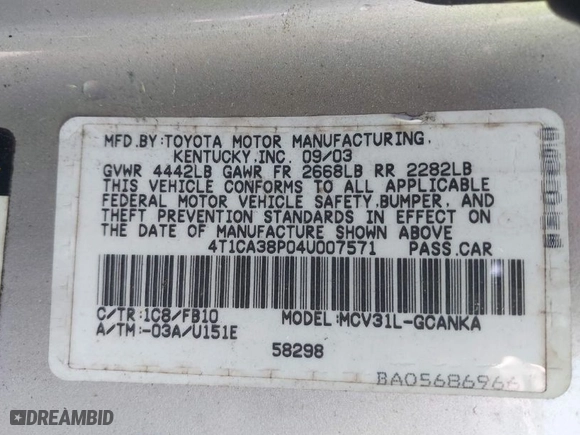 MFD.BY:TOYOTA MOTOR MANUFACTURING,
KENTUCKY,INC. 09/03
GVWR 4442LB GAWR FR 2668LB RR 2282LB
THIS VEHICLE CONFORMS TO ALL APPLICABLE
FEDERAL MOTOR VEHICLE SAFETY,BUMPER, AND
THEFT PREVENTION STANDARDS IN EFFECT ON
THE DATE OF MANUFACTURE SHOWN ABOVE
4T1CA38P04U007571 PASS.CAR
C/TR:1C8/FB10 MODEL:MCV31L-GCANKA
A/TM:-03A/U151E
58298
DREAMBID